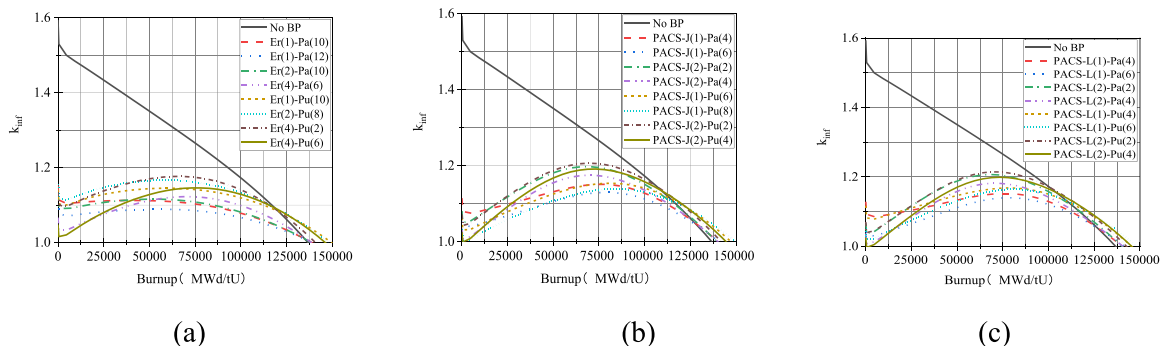 1.6
1.4
1.2
1.0
k_inf
0 25000 50000 75000 100000 125000 150000
Burnup( MWd/tU)
No BP
Er(1)-Pa(10)
Er(1)-Pa(12)
Er(2)-Pa(10)
Er(4)-Pa(6)
Er(1)-Pu(10)
Er(2)-Pu(8)
Er(4)-Pu(2)
Er(4)-Pu(6)
(a)
1.6
1.4
1.2
1.0
k_inf
0 25000 50000 75000 100000 125000 150000
Burnup( MWd/tU)
No BP
PACS-J(1)-Pa(4)
PACS-J(1)-Pa(6)
PACS-J(2)-Pa(2)
PACS-J(2)-Pa(4)
PACS-J(1)-Pu(6)
PACS-J(1)-Pu(8)
PACS-J(2)-Pu(2)
PACS-J(2)-Pu(4)
(b)
1.6
1.4
1.2
1.0
k_inf
0 25000 50000 75000 100000 125000 150000
Burnup( MWd/tU)
No BP
PACS-L(1)-Pa(4)
PACS-L(1)-Pa(6)
PACS-L(2)-Pa(2)
PACS-L(2)-Pa(4)
PACS-L(1)-Pu(4)
PACS-L(1)-Pu(6)
PACS-L(2)-Pu(2)
PACS-L(2)-Pu(4)
(c)